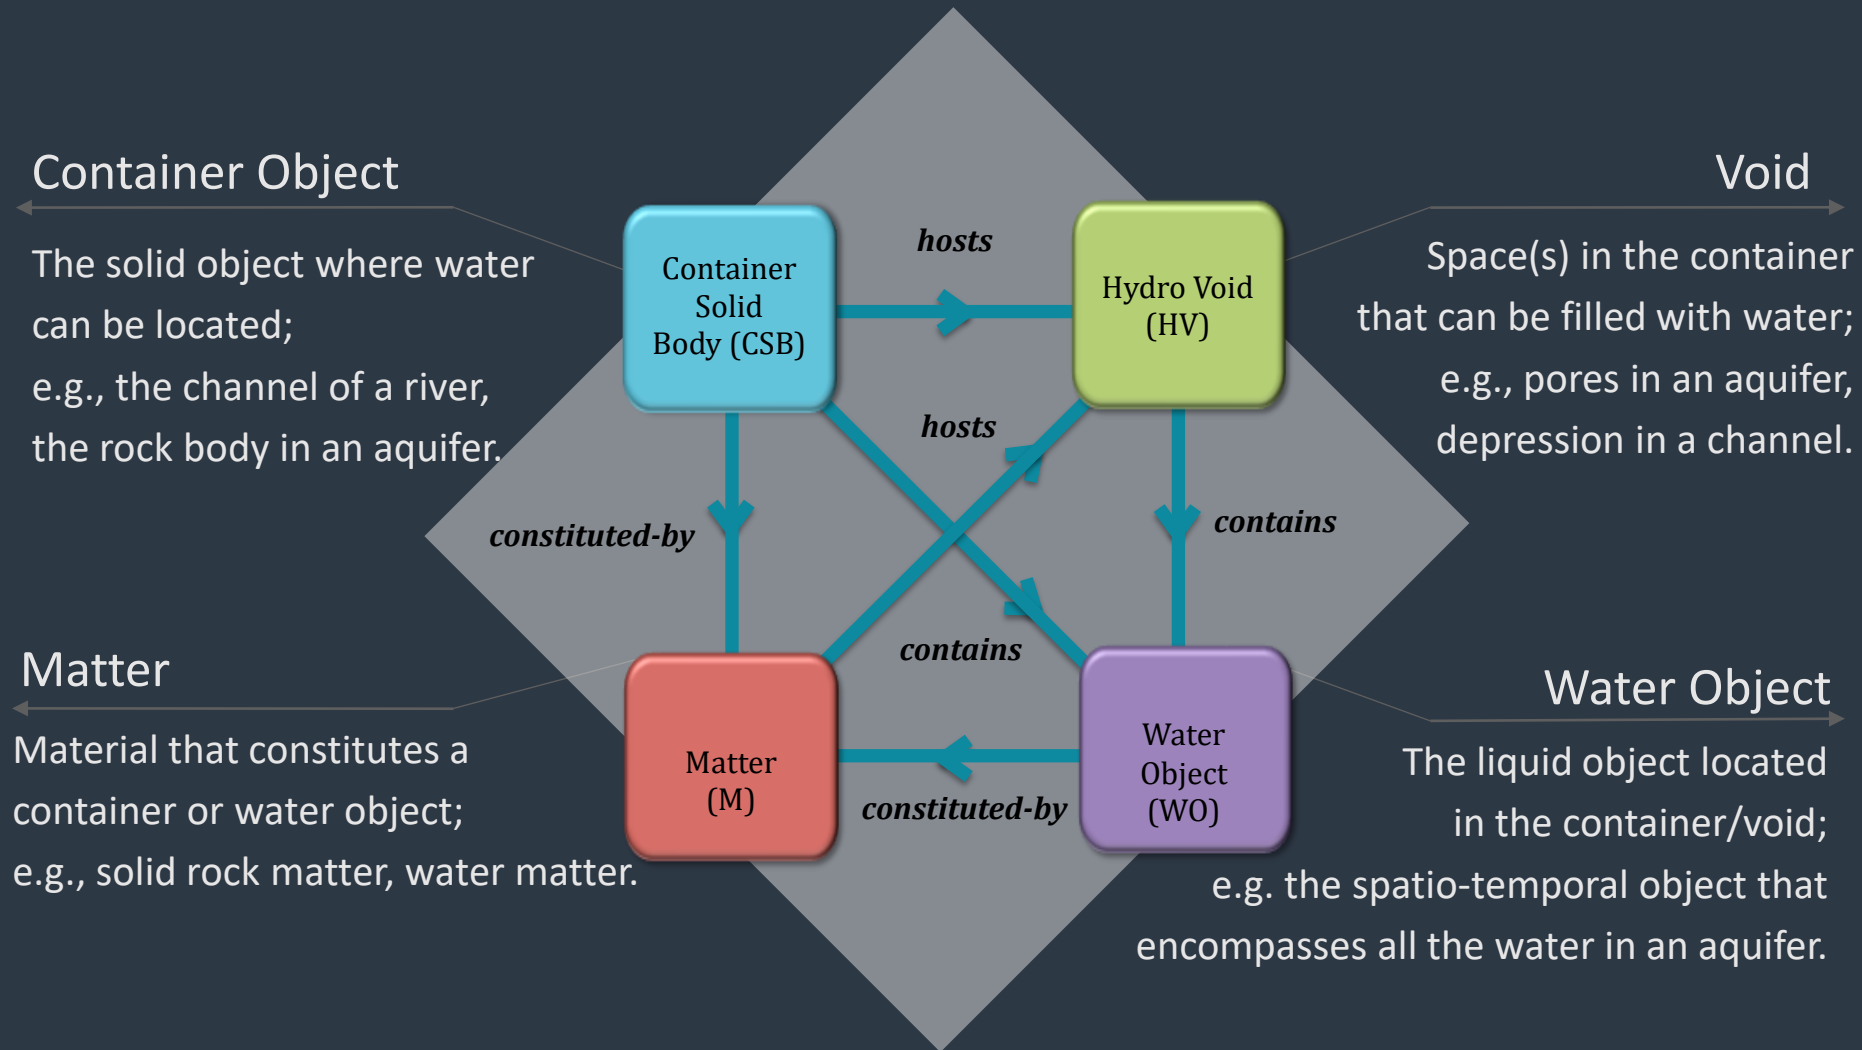 Container Object
The solid object where water
can be located;
e.g., the channel of a river,
the rock body in an aquifer.
Void
Space(s) in the container
that can be filled with water;
e.g., pores in an aquifer,
depression in a channel.
Container
Solid
Body (CSB)
hosts
Hydro Void
(HV)
hosts
constituted-by
contains
contains
Matter
Material that constitutes a
container or water object;
e.g., solid rock matter, water matter.
Matter
(M)
constituted-by
Water
Object
(WO)
Water Object
The liquid object located
in the container/void;
e.g. the spatio-temporal object that
encompasses all the water in an aquifer.